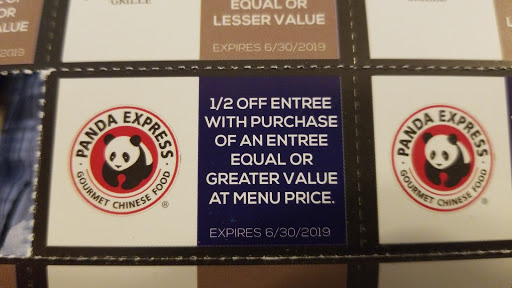 GRILLE
EQUAL OR
LESSER VALUE
EXPIRES 6/30/2019
PANDA EXPRESS
GOURMET CHINESE FOOD
®
1/2 OFF ENTREE
WITH PURCHASE
OF AN ENTREE
EQUAL OR
GREATER VALUE
AT MENU PRICE.
EXPIRES 6/30/2019
PANDA EXPRESS
GOURMET CHINESE FOOD
®